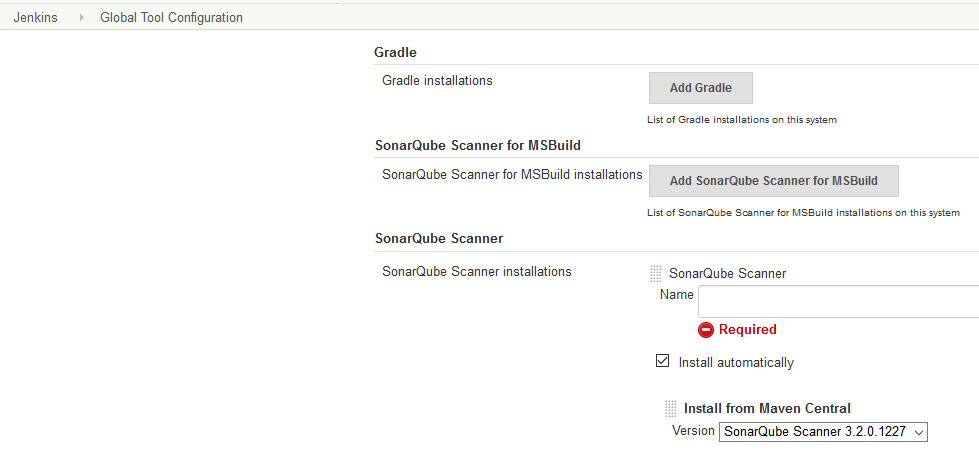 Jenkins Global Tool Configuration
Gradle
Gradle installations
Add Gradle
List of Gradle installations on this system
SonarQube Scanner for MSBuild
SonarQube Scanner for MSBuild installations
Add SonarQube Scanner for MSBuild
List of SonarQube Scanner for MSBuild installations on this system
SonarQube Scanner
SonarQube Scanner installations
SonarQube Scanner
Name
Required
Install automatically
Install from Maven Central
Version SonarQube Scanner 3.2.0.1227